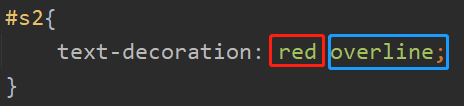 #s2{
text-decoration: red overline;
}